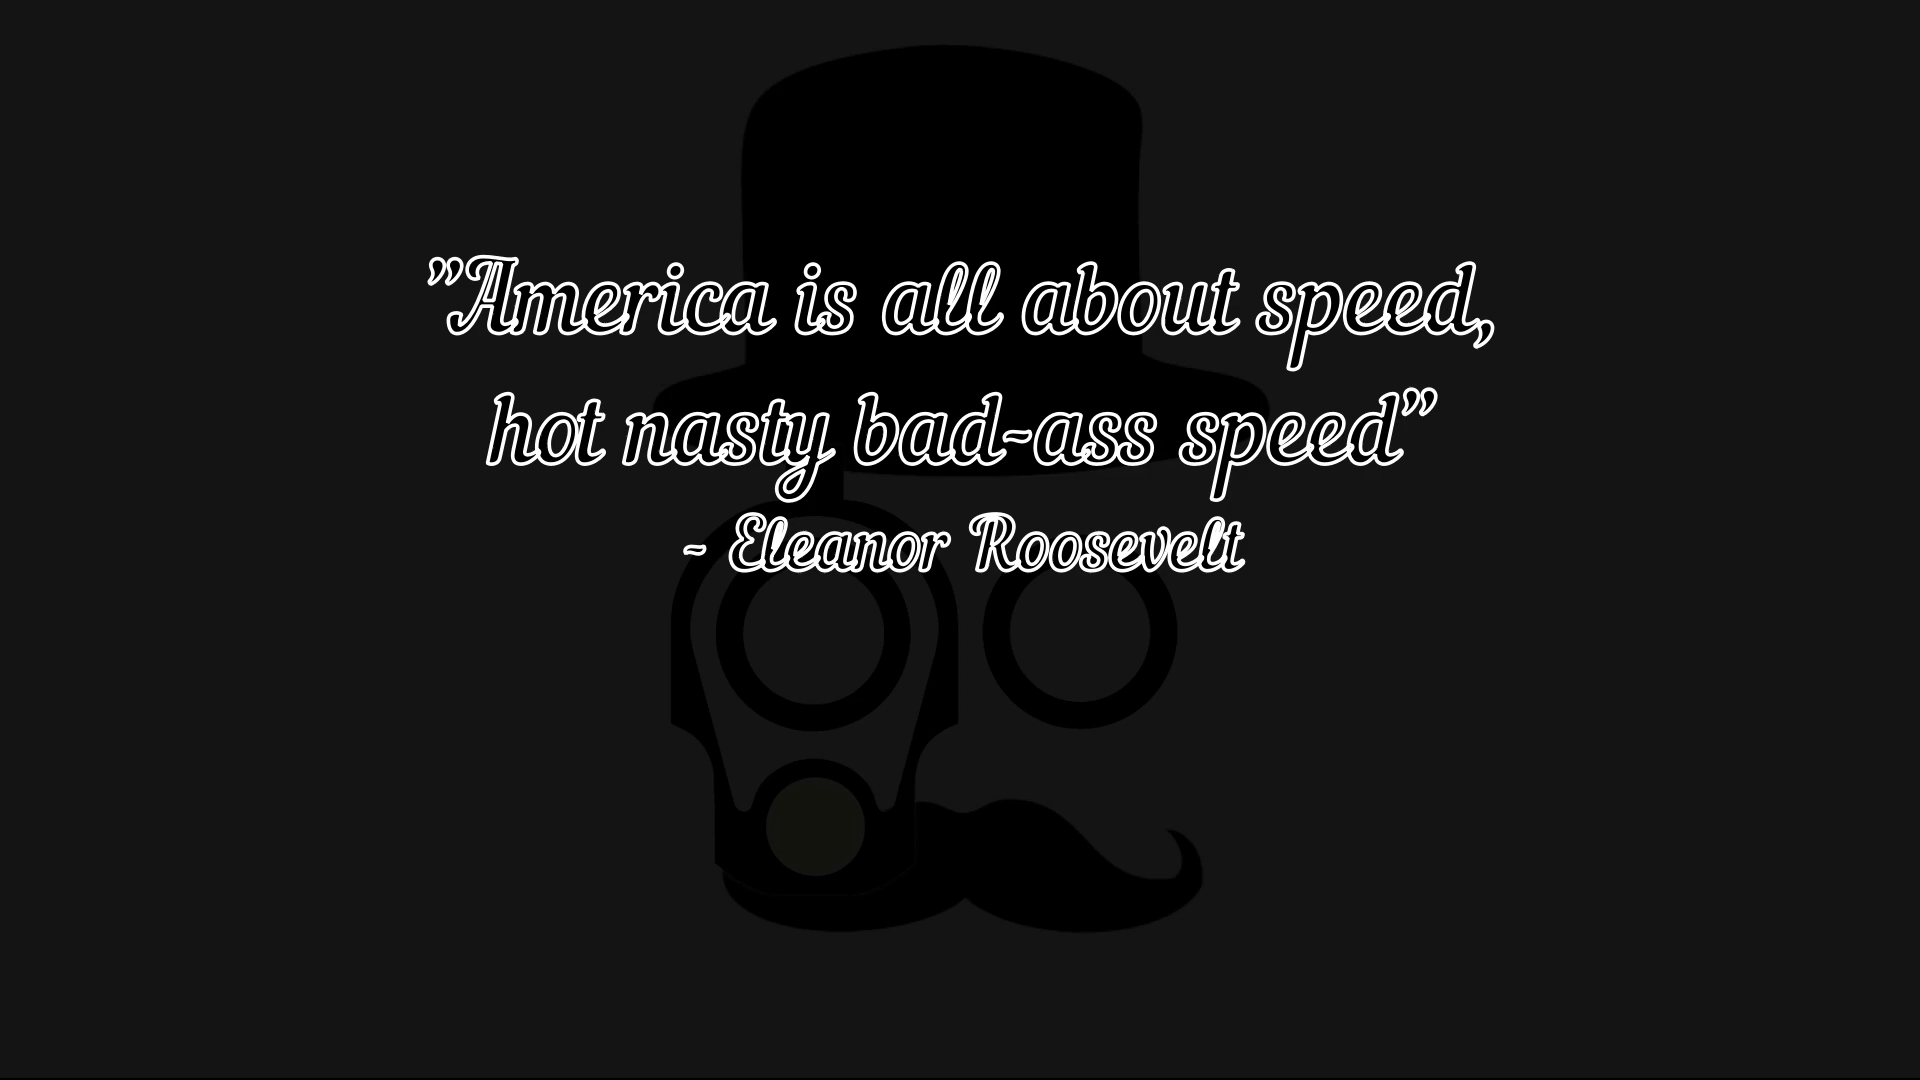 ”America is all about speed,
hot nasty bad-ass speed”
~ Eleanor Roosevelt